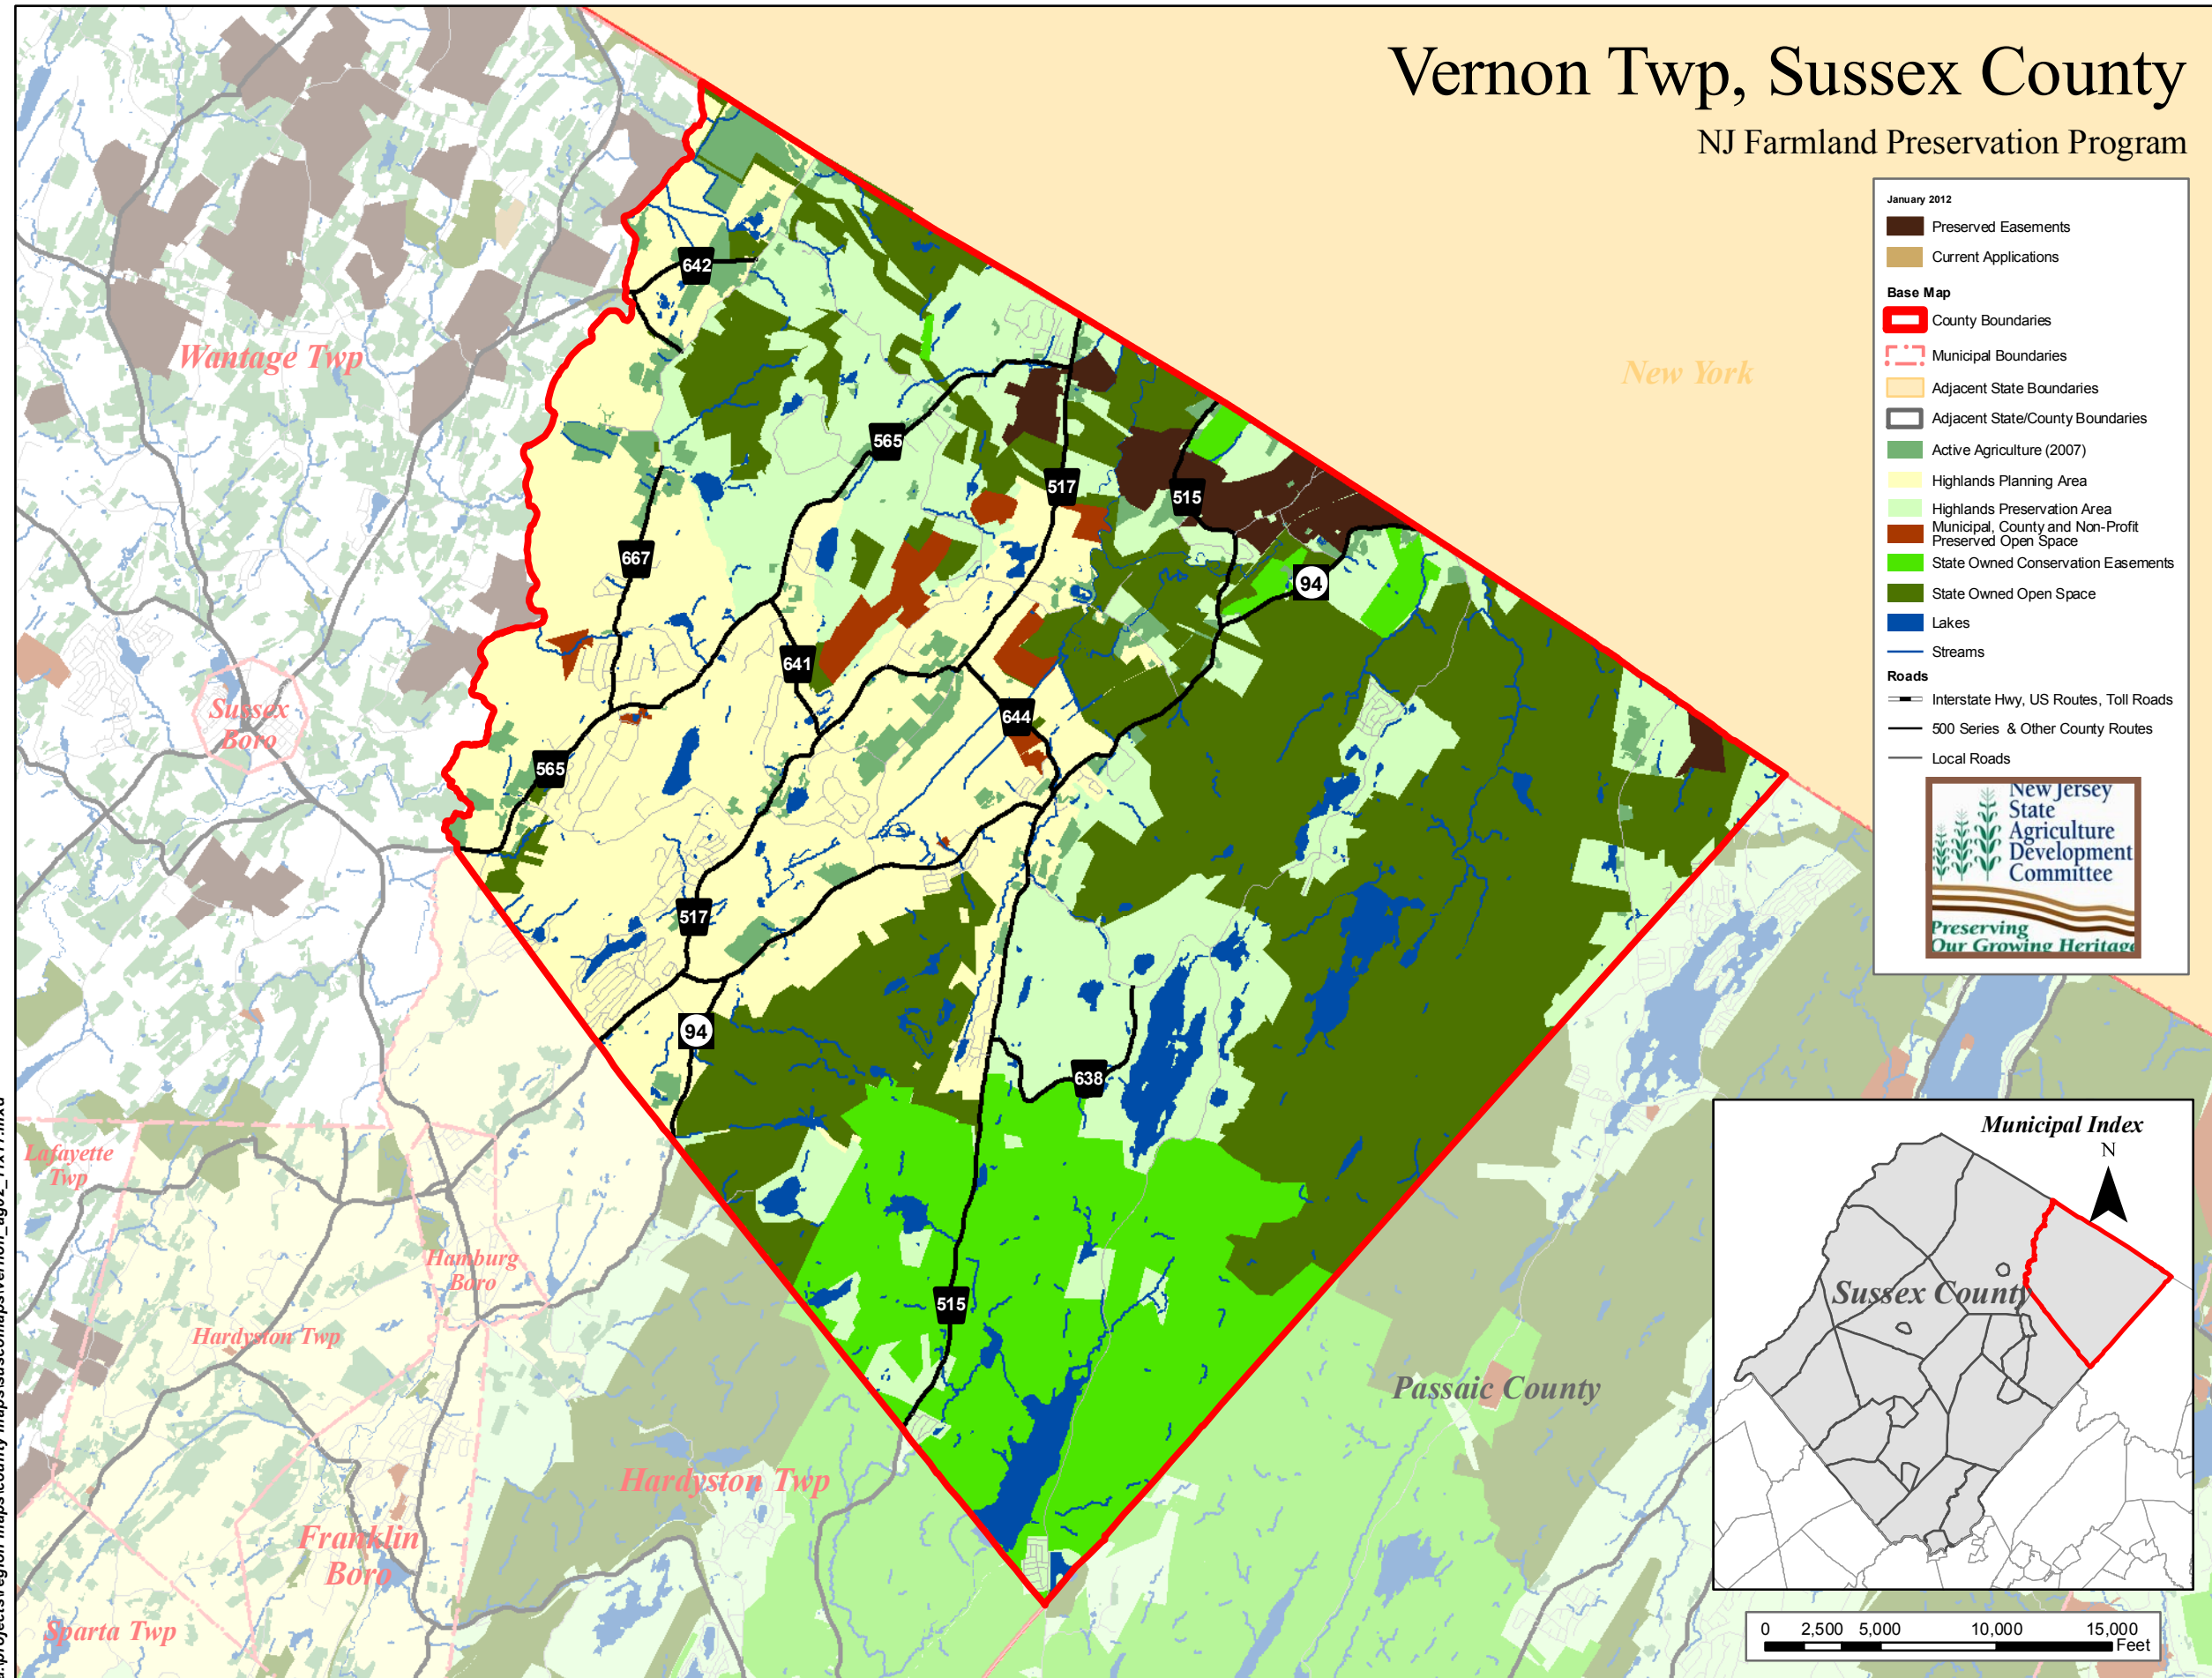 Vernon Twp, Sussex County
NJ Farmland Preservation Program
January 2012
Preserved Easements
Current Applications
Base Map
County Boundaries
Municipal Boundaries
Adjacent State Boundaries
Adjacent State/County Boundaries
Active Agriculture (2007)
Highlands Planning Area
Highlands Preservation Area
Municipal, County and Non-Profit
Preserved Open Space
State Owned Conservation Easements
State Owned Open Space
Lakes
Streams
Roads
Interstate Hwy, US Routes, Toll Roads
500 Series & Other County Routes
Local Roads
New Jersey
State
Agriculture
Development
Committee
Preserving
Our Growing Heritage
642
Wantage Twp
New York
565
517
515
667
94
641
Sussex
Boro
644
565
517
94
638
Lafayette
Twp
Hamburg
Boro
515
Hardyston Twp
Passaic County
Hardyston Twp
Franklin
Boro
Sparta Twp
Municipal Index
N
Sussex County
0 2,500 5,000 10,000 15,000
Feet